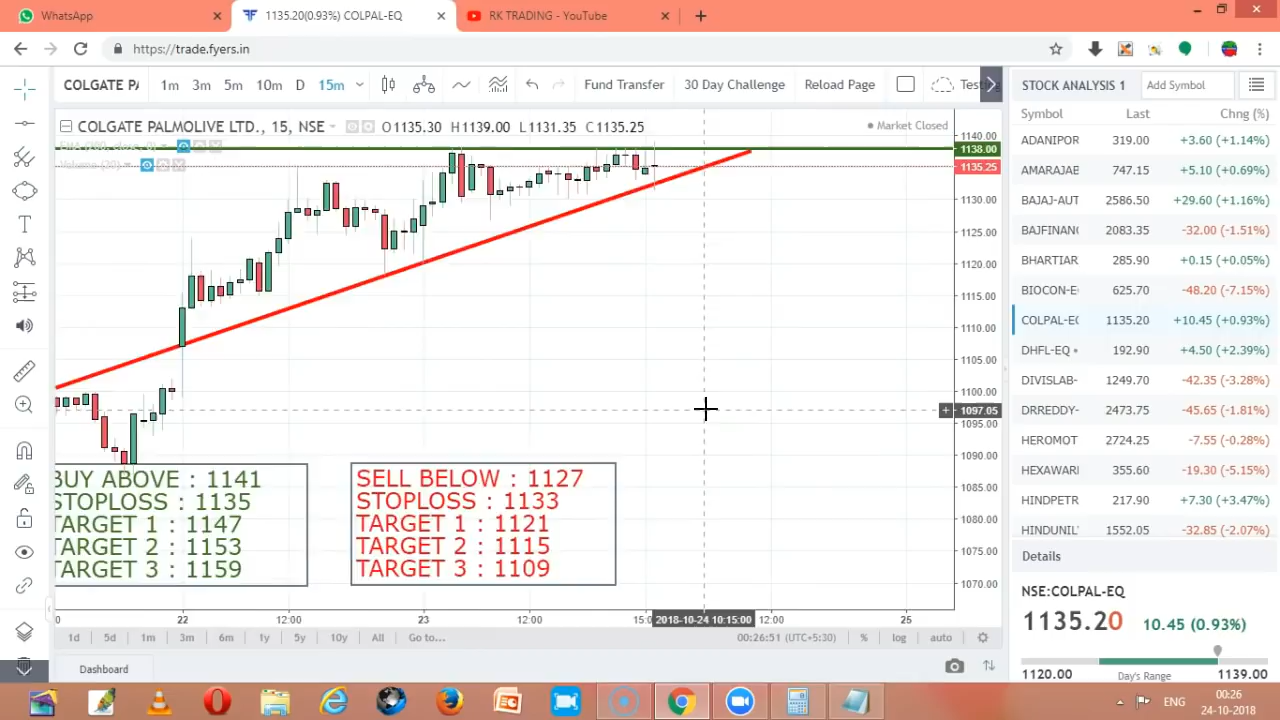 WhatsApp
1135.20(0.93%) COLPAL-EQ
RK TRADING - YouTube
https://trade.fyers.in
COLGATE PA
1m 3m 5m 10m D 15m
Fund Transfer
30 Day Challenge
Reload Page
Testi
COLGATE PALMOLIVE LTD., 15, NSE
O1135.30 H1139.00 L1131.35 C1135.25
Market Closed
Volume (20)
1140.00
1138.00
1135.25
1130.00
1125.00
1120.00
1115.00
1110.00
1105.00
1100.00
1097.05
1095.00
1090.00
1085.00
1080.00
1075.00
1070.00
BUY ABOVE : 1141
STOPLOSS : 1135
TARGET 1 : 1147
TARGET 2 : 1153
TARGET 3 : 1159
SELL BELOW : 1127
STOPLOSS : 1133
TARGET 1 : 1121
TARGET 2 : 1115
TARGET 3 : 1109
22 12:00 23 12:00 15:0 2018-10-24 10:15:00 12:00 25
1d 5d 1m 3m 6m 1y 5y 10y All Go to...
00:26:51 (UTC+5:30) % log auto
Dashboard
STOCK ANALYSIS 1
Add Symbol
Symbol Last Chng (%)
ADANIPOR 319.00 +3.60 (+1.14%)
AMARAJAB 747.15 +5.10 (+0.69%)
BAJAJ-AUT 2586.50 +29.60 (+1.16%)
BAJFINANC 2083.35 -32.00 (-1.51%)
BHARTIAR 285.90 +0.15 (+0.05%)
BIOCON-E 625.70 -48.20 (-7.15%)
COLPAL-EC 1135.20 +10.45 (+0.93%)
DHFL-EQ 192.90 +4.50 (+2.39%)
DIVISLAB- 1249.70 -42.35 (-3.28%)
DRREDDY- 2473.75 -45.65 (-1.81%)
HEROMOT 2724.25 -7.55 (-0.28%)
HEXAWARE 355.60 -19.30 (-5.15%)
HINDPETR 217.90 +7.30 (+3.47%)
HINDUNIL 1552.05 -32.85 (-2.07%)
Details
NSE:COLPAL-EQ
1135.20 10.45 (0.93%)
1120.00 Day's Range 1139.00
ENG
00:26
24-10-2018